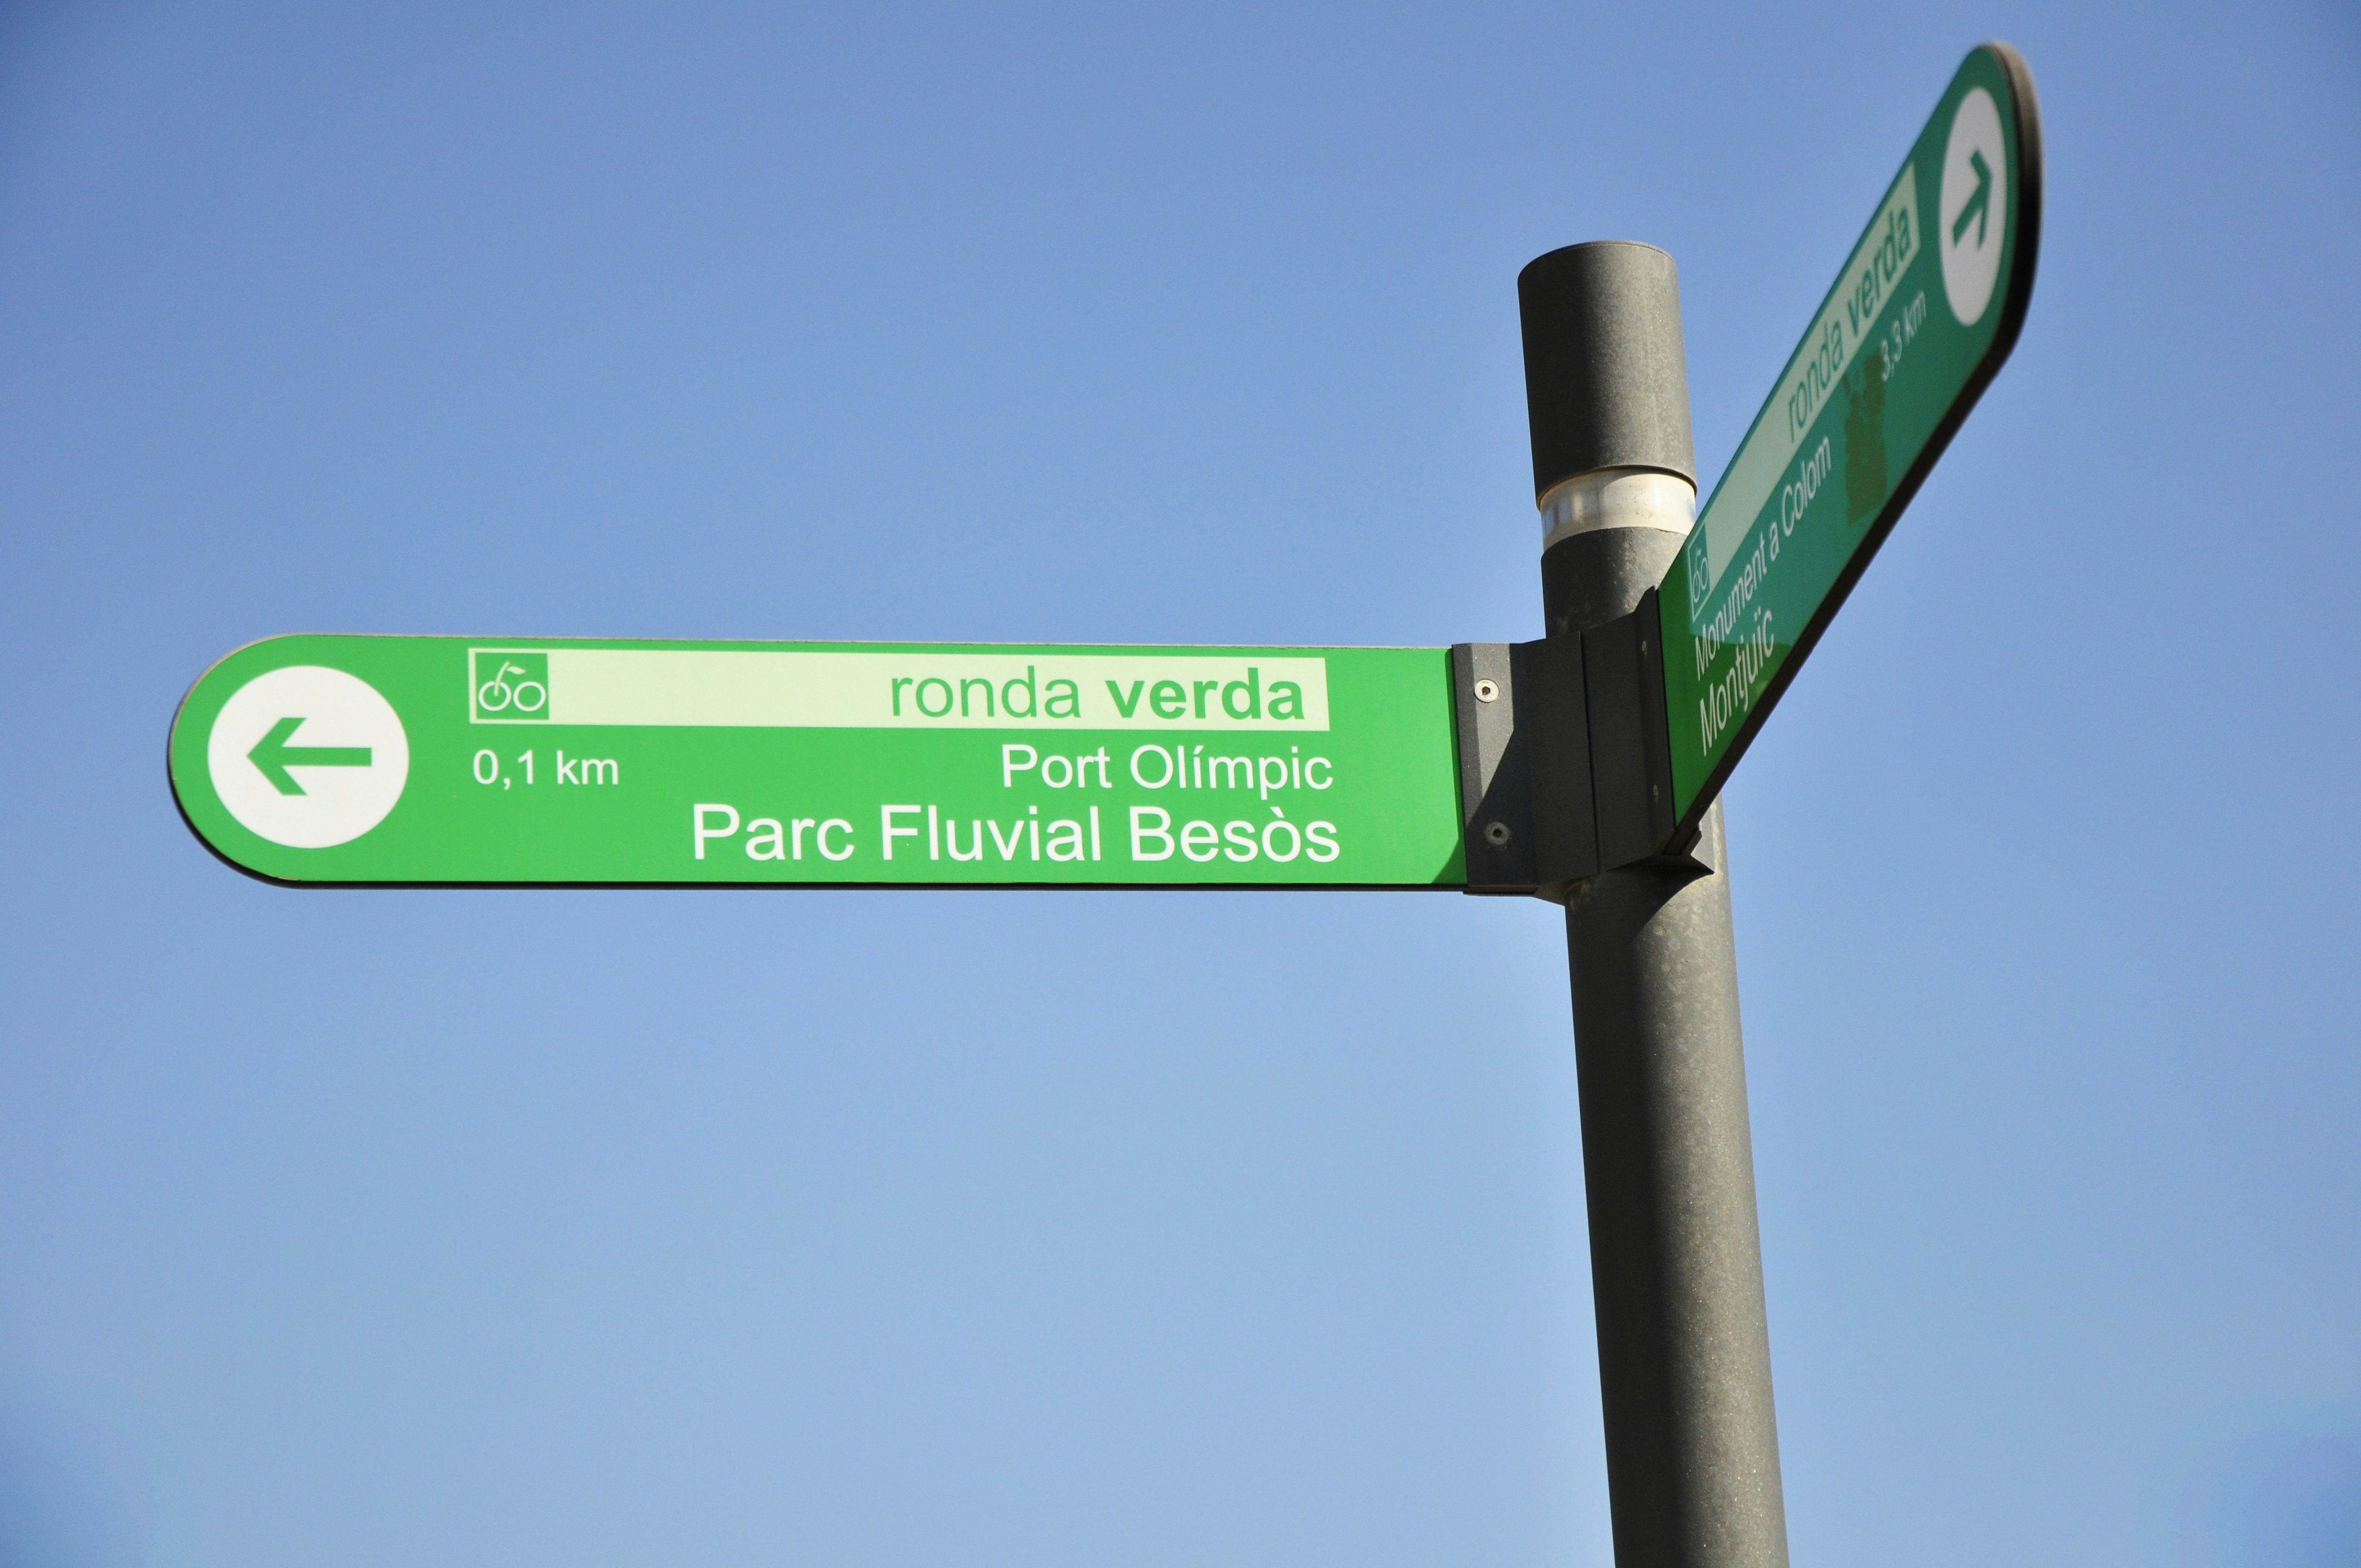 ronda verda
0,1 km Port Olímpic
Parc Fluvial Besòs
ronda verda
Monument a Colom 3,3 km
Montjuïc